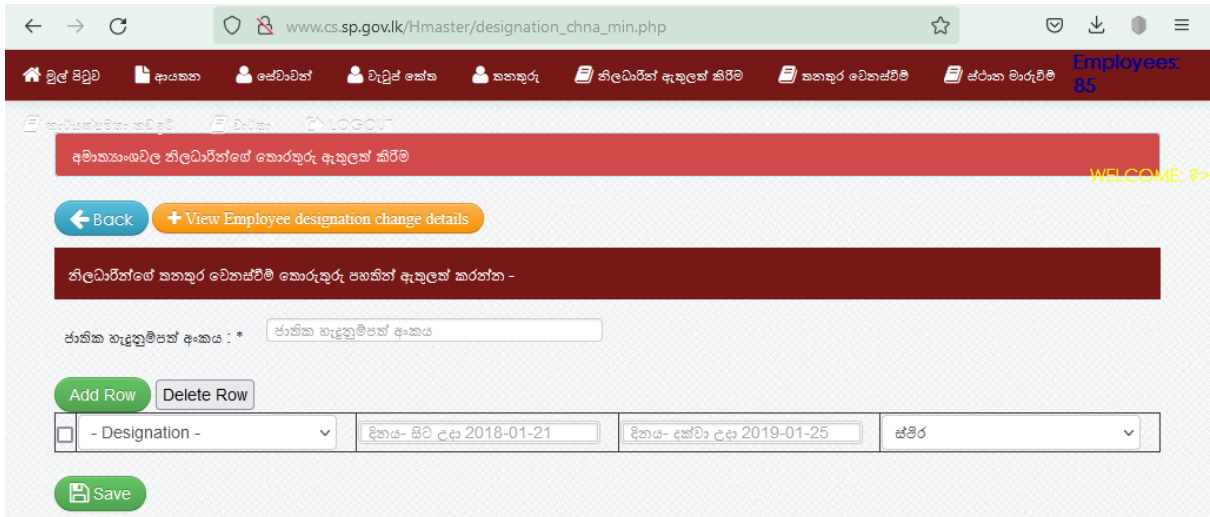 www.cs.sp.gov.lk/Hmaster/designation_chna_min.php
මුල් පිටුව ආයතන සේවාවන් වැටුප් කේත තනතුරු නිලධාරීන් ඇතුලත් කිරීම තනතුර වෙනස්වීම් ස්ථාන මාරුවීම් Employees: 85
වාර්තා LOGOUT
අමාත්‍යාංශවල නිලධාරීන්ගේ තොරතුරු ඇතුලත් කිරීම
WELCOME:
Back View Employee designation change details
නිලධාරීන්ගේ තනතුර වෙනස්වීම් තොරුතුරු පහතින් ඇතුලත් කරන්න -
ජාතික හැදුනුම්පත් අංකය : * ජාතික හැදුනුම්පත් අංකය
Add Row Delete Row
- Designation - දිනය- සිට උදා 2018-01-21 දිනය- දක්වා උදා 2019-01-25 ස්ථිර
Save